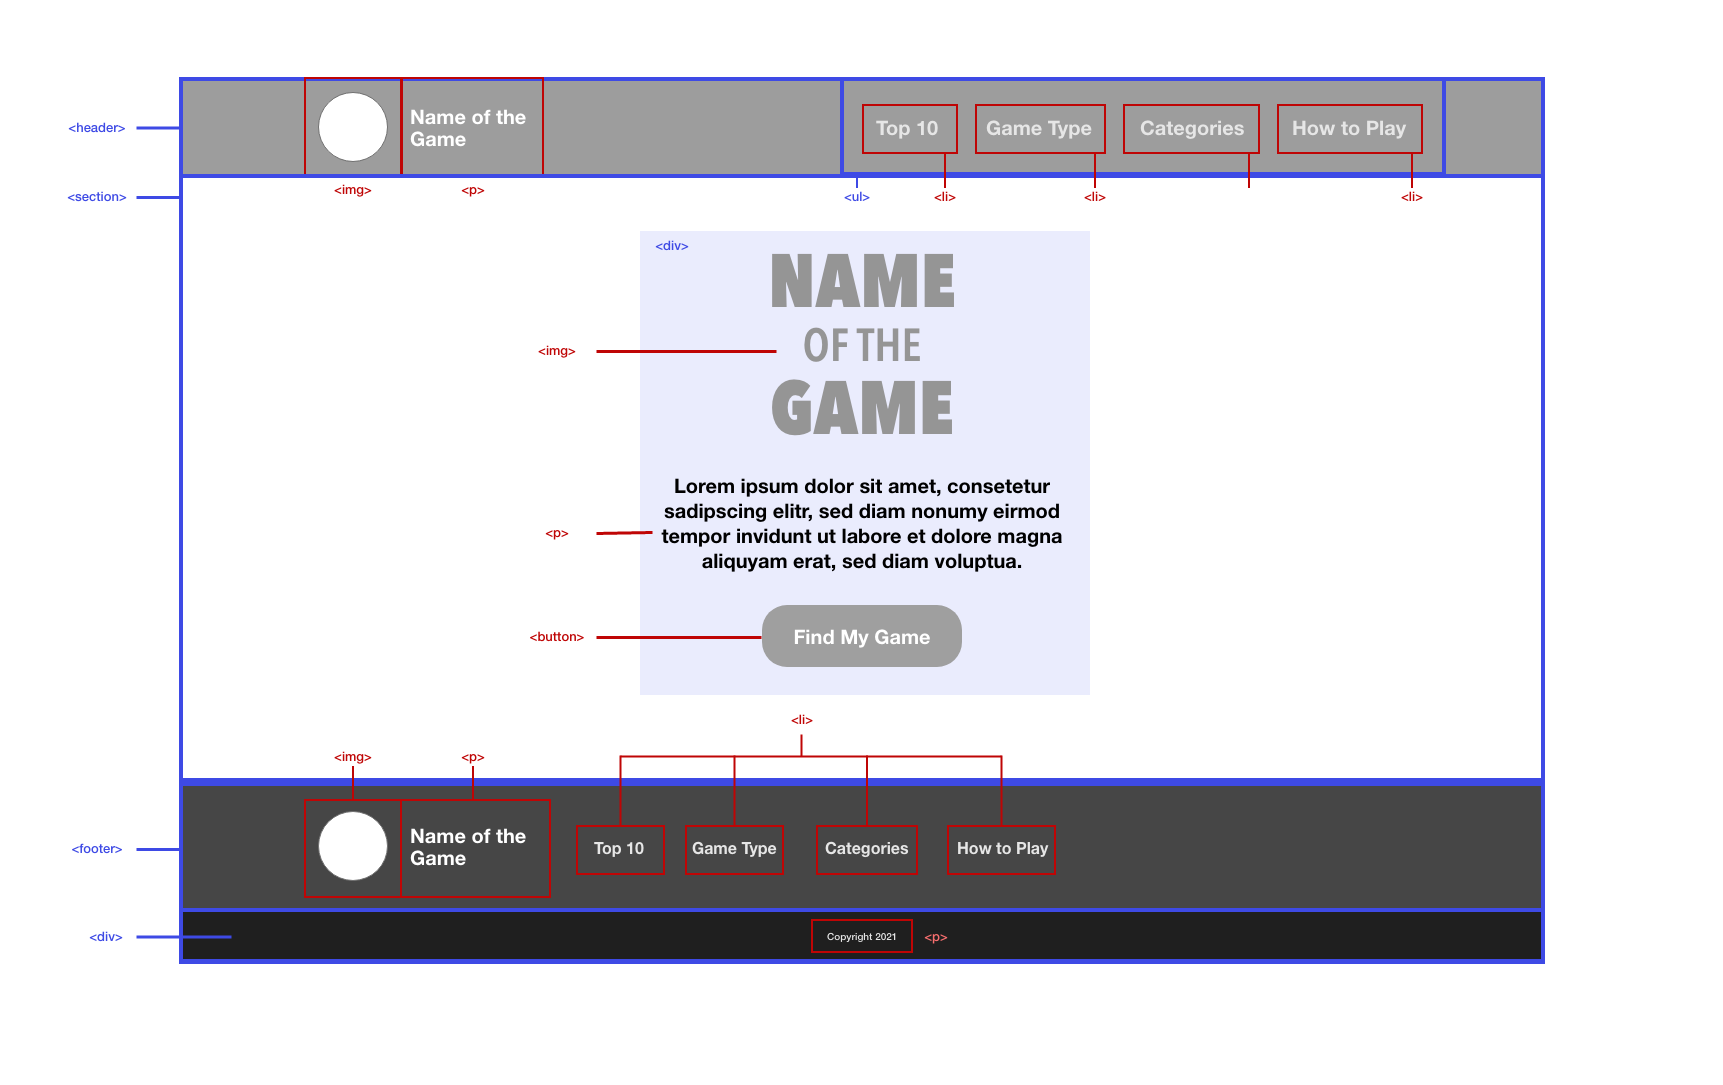 <header>
Name of the
Game
Top 10
Game Type
Categories
How to Play
<section>
<img>
<p>
<ul>
<li>
<li>
<li>
<div>
NAME
OF THE
GAME
<img>
Lorem ipsum dolor sit amet, consetetur
sadipscing elitr, sed diam nonumy eirmod
tempor invidunt ut labore et dolore magna
aliquyam erat, sed diam voluptua.
<p>
<button>
Find My Game
<li>
<img>
<p>
<footer>
Name of the
Game
Top 10
Game Type
Categories
How to Play
<div>
Copyright 2021
<p>